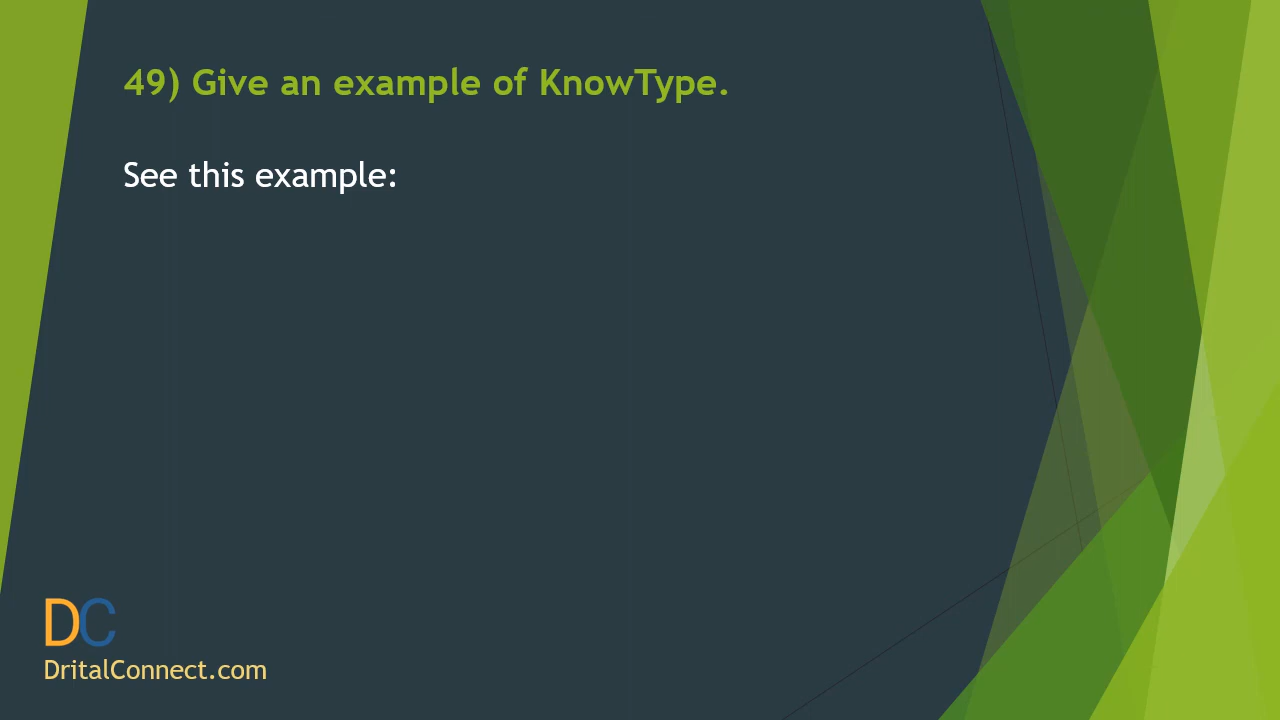 49) Give an example of KnowType.
See this example:
DC
DritalConnect.com